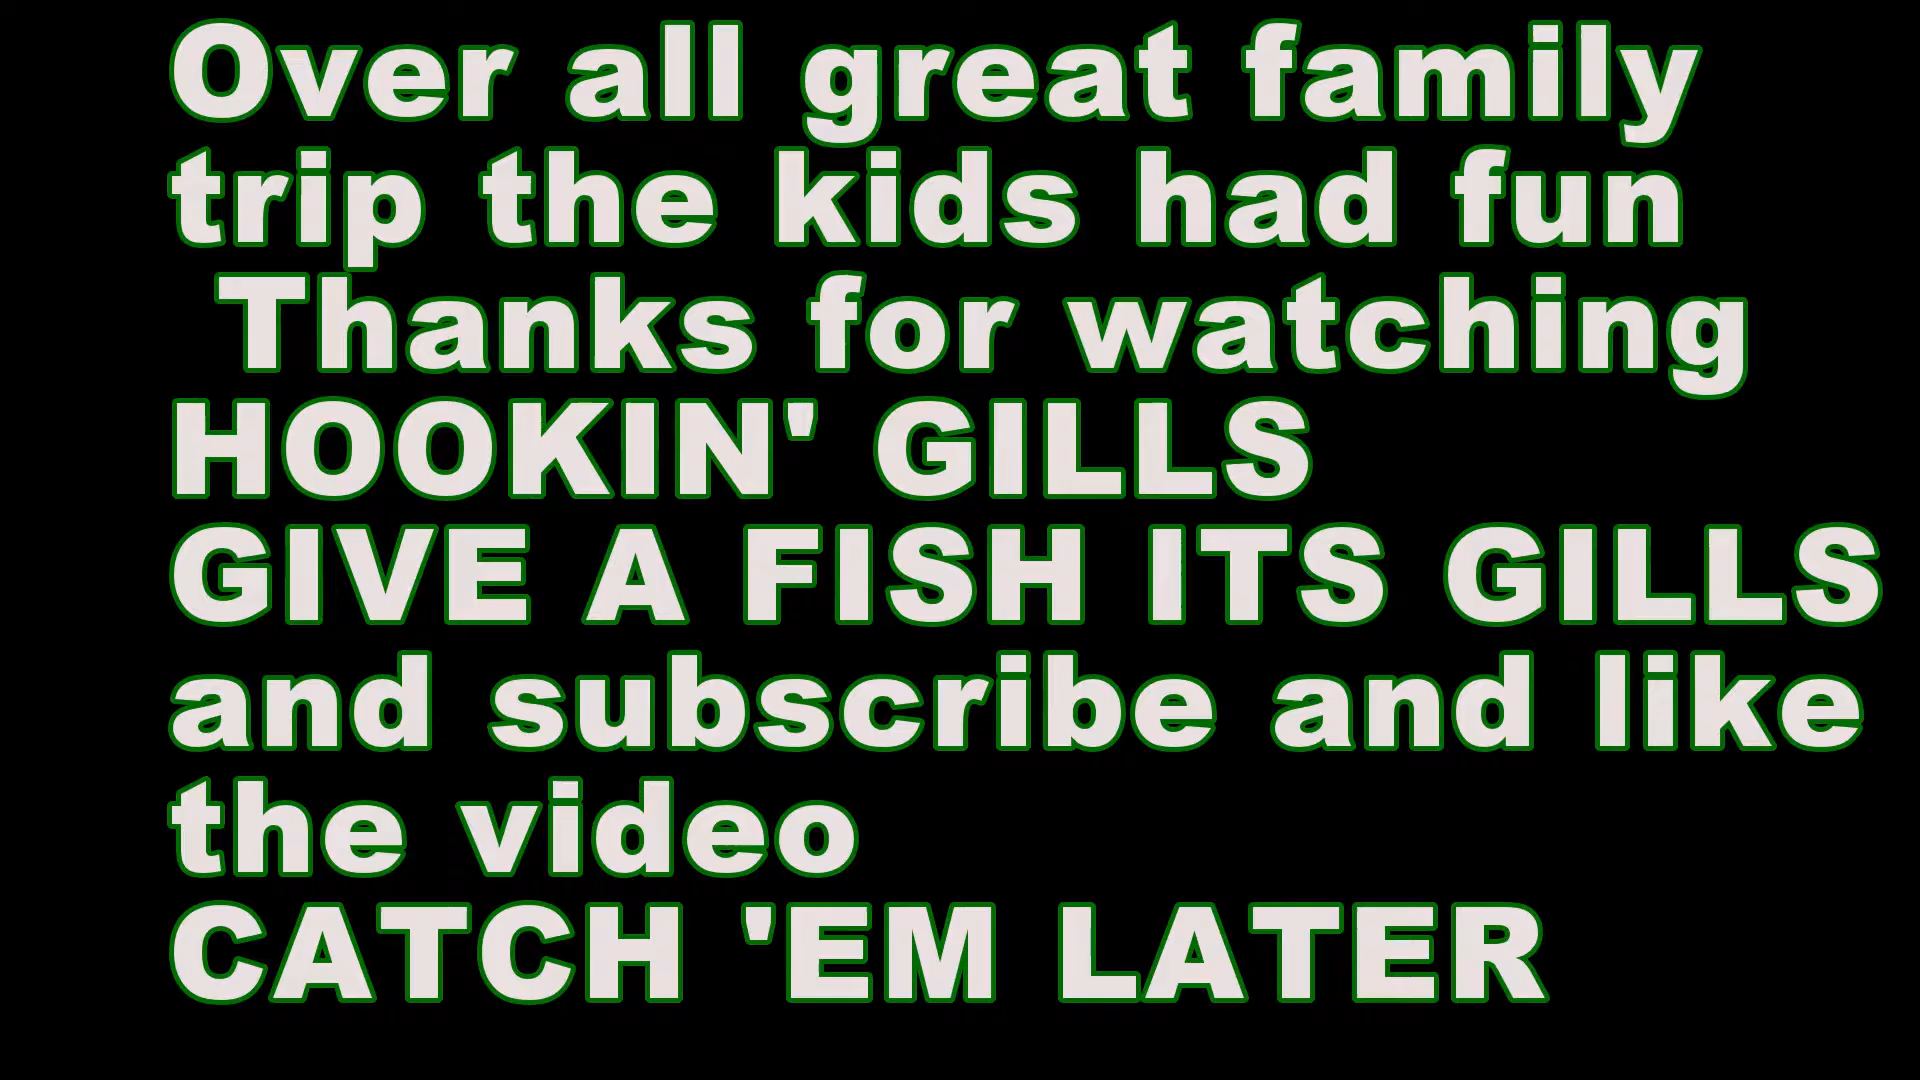 Over all great family
trip the kids had fun
Thanks for watching
HOOKIN' GILLS
GIVE A FISH ITS GILLS
and subscribe and like
the video
CATCH 'EM LATER